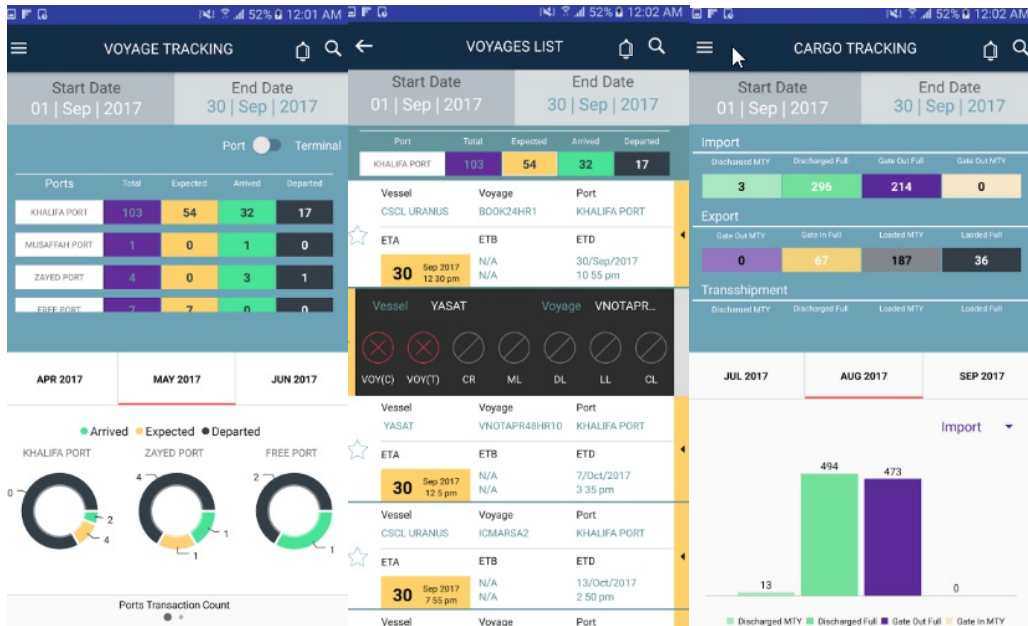 52% 12:01 AM
VOYAGE TRACKING
Start Date
End Date
01 | Sep | 2017
30 | Sep | 2017
Port
Terminal
Ports Total Expected Arrived Departed
KHALIFA PORT 103 54 32 17
MUSAFFAH PORT 1 0 1 0
ZAYED PORT 4 0 3 1
FREE PORT 7 7 0 0
APR 2017
MAY 2017
JUN 2017
Arrived Expected Departed
KHALIFA PORT
ZAYED PORT
FREE PORT
0
2
4
4
1
1
2
1
Ports Transaction Count
52% 12:02 AM
VOYAGES LIST
Start Date
End Date
01 | Sep | 2017
30 | Sep | 2017
Port Total Expected Arrived Departed
KHALIFA PORT 103 54 32 17
Vessel Voyage Port
CSCL URANUS BOOK24HR1 KHALIFA PORT
ETA ETB ETD
30 Sep 2017 12 30 pm
N/A
N/A
30/Sep/2017
10 55 pm
Vessel YASAT Voyage VNOTAPR...
VOY(C) VOY(T) CR ML DL LL CL
Vessel Voyage Port
YASAT VNOTAPR48HR10 KHALIFA PORT
ETA ETB ETD
30 Sep 2017 12 5 pm
N/A
N/A
7/Oct/2017
3 35 pm
Vessel Voyage Port
CSCL URANUS ICMARSA2 KHALIFA PORT
ETA ETB ETD
30 Sep 2017 7 55 pm
N/A
N/A
13/Oct/2017
2 50 pm
Vessel Voyage Port
52% 12:02 AM
CARGO TRACKING
Start Date
End Date
01 | Sep | 2017
30 | Sep | 2017
Import
Discharged MTY Discharged Full Gate Out Full Gate Out MTY
3 296 214 0
Export
Gate Out MTY Gate In Full Loaded MTY Loaded Full
0 67 187 36
Transshipment
Discharged MTY Discharged Full Loaded MTY Loaded Full
JUL 2017
AUG 2017
SEP 2017
Import
13
494
473
0
Discharged MTY Discharged Full Gate Out Full Gate In MTY